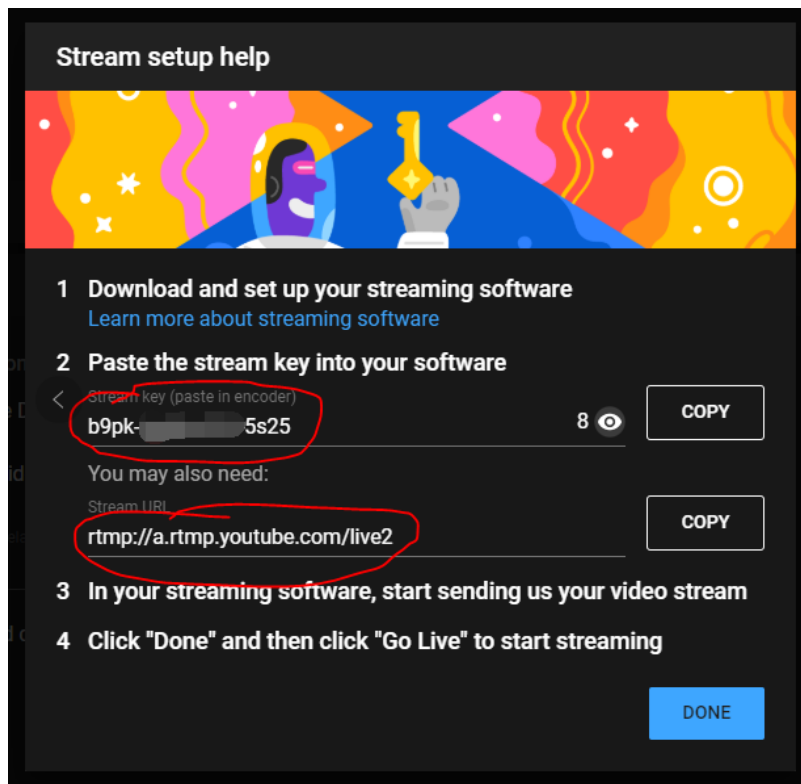 Stream setup help
1 Download and set up your streaming software
Learn more about streaming software
2 Paste the stream key into your software
Stream key (paste in encoder)
b9pk- 5s25 8 COPY
You may also need:
Stream URL
rtmp://a.rtmp.youtube.com/live2 COPY
3 In your streaming software, start sending us your video stream
4 Click "Done" and then click "Go Live" to start streaming
DONE